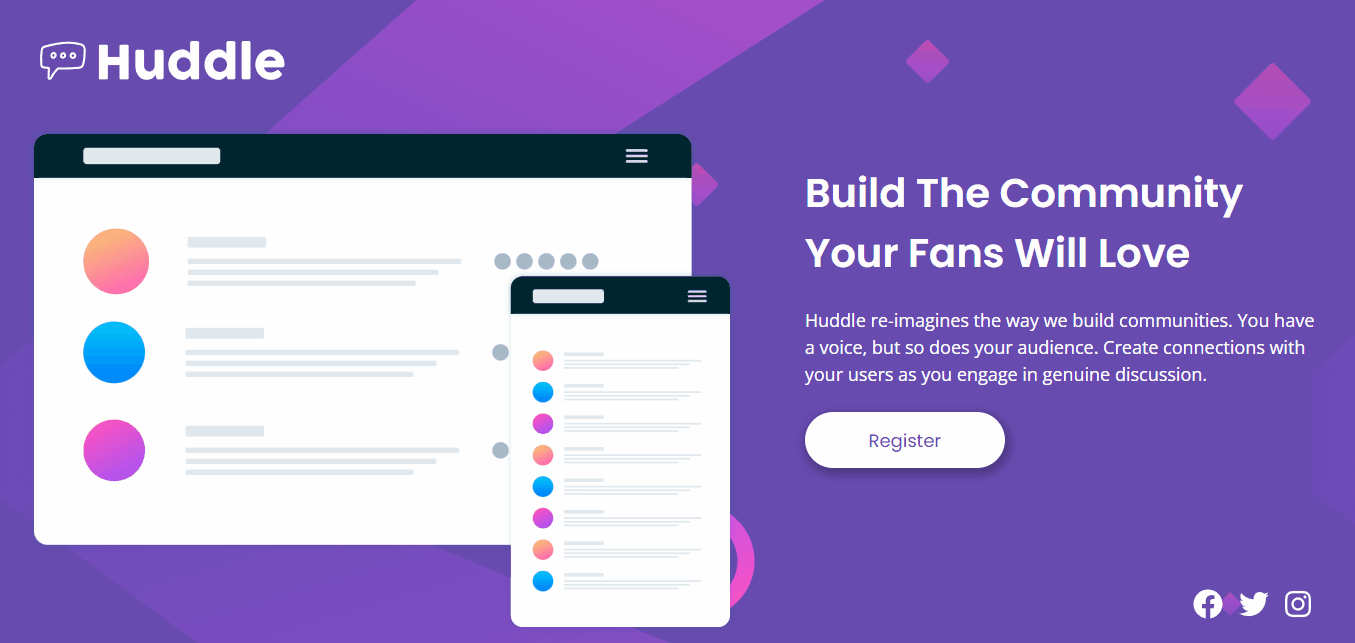 Huddle
Build The Community
Your Fans Will Love
Huddle re-imagines the way we build communities. You have
a voice, but so does your audience. Create connections with
your users as you engage in genuine discussion.
Register